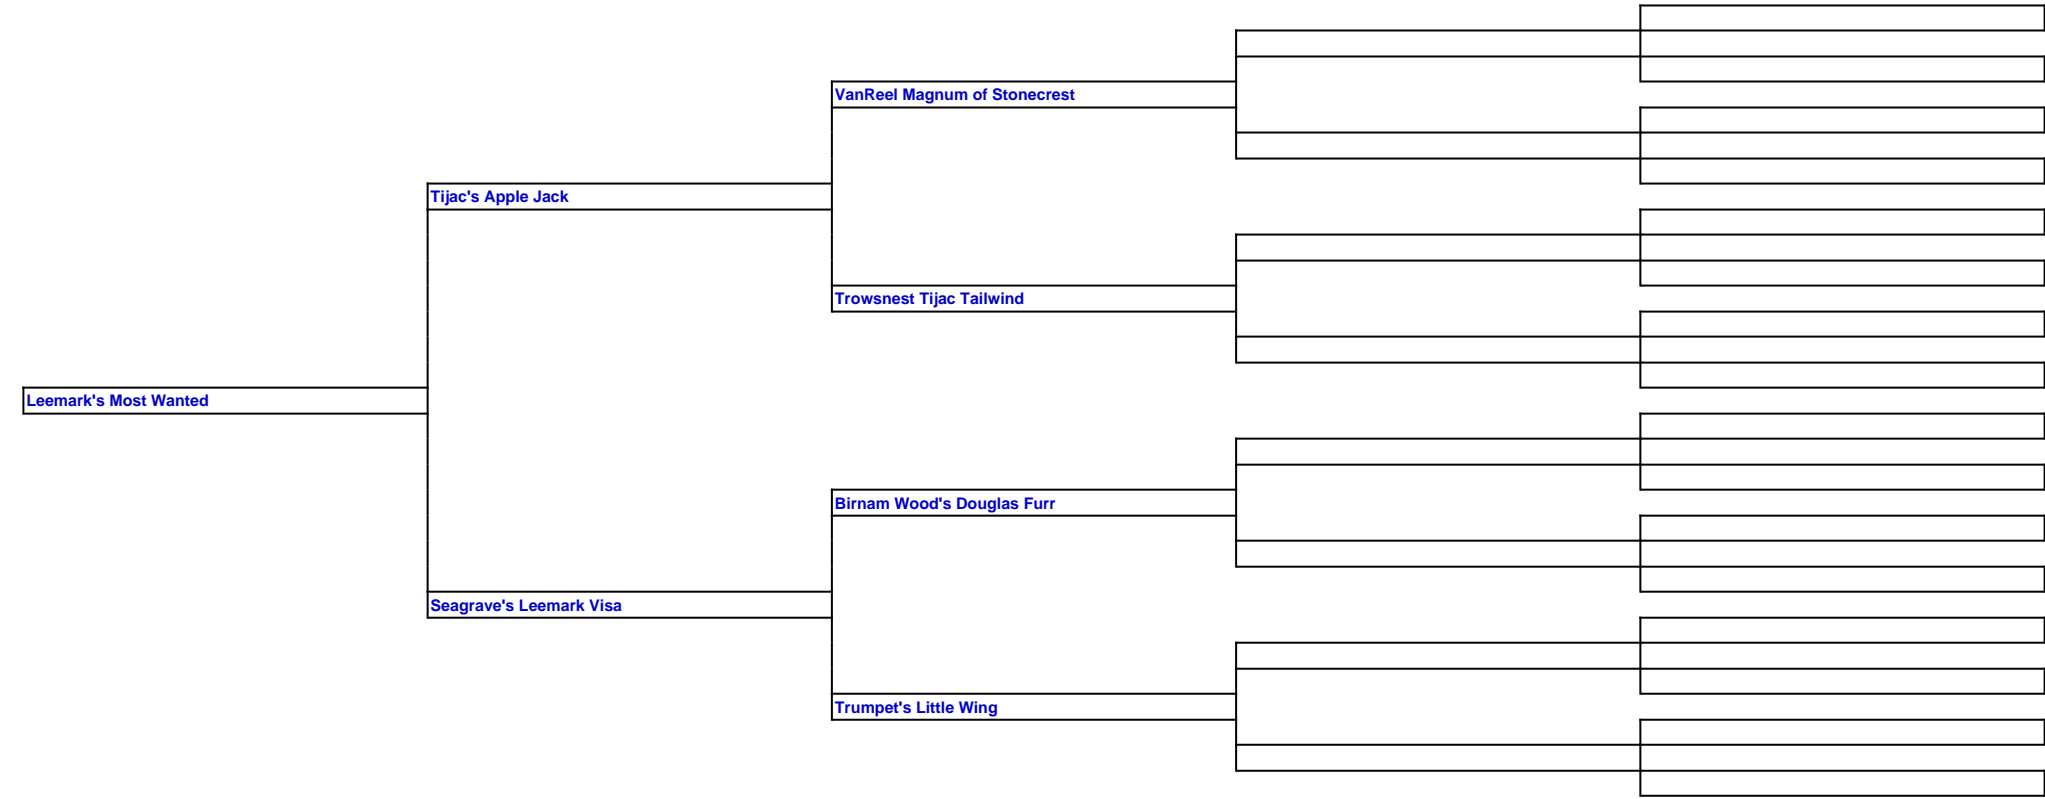 VanReel Magnum of Stonecrest
Tijac's Apple Jack
Trowsnest Tijac Tailwind
Leemark's Most Wanted
Birnam Wood's Douglas Furr
Seagrave's Leemark Visa
Trumpet's Little Wing